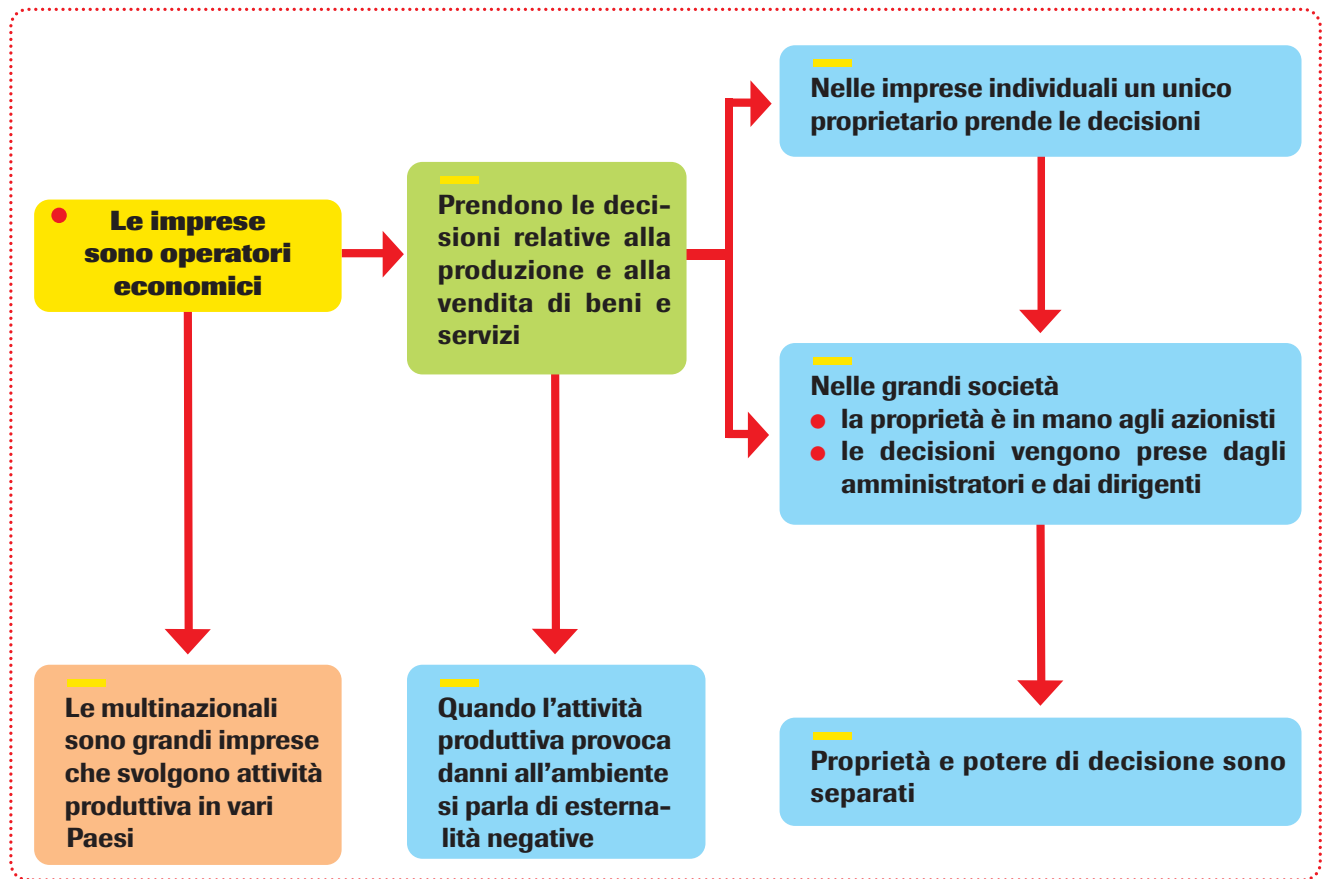 Le imprese
sono operatori
economici
Prendono le deci-
sioni relative alla
produzione e alla
vendita di beni e
servizi
Nelle imprese individuali un unico
proprietario prende le decisioni
Nelle grandi società
● la proprietà è in mano agli azionisti
● le decisioni vengono prese dagli
amministratori e dai dirigenti
Le multinazionali
sono grandi imprese
che svolgono attività
produttiva in vari
Paesi
Quando l'attività
produttiva provoca
danni all'ambiente
si parla di esterna-
lità negative
Proprietà e potere di decisione sono
separati